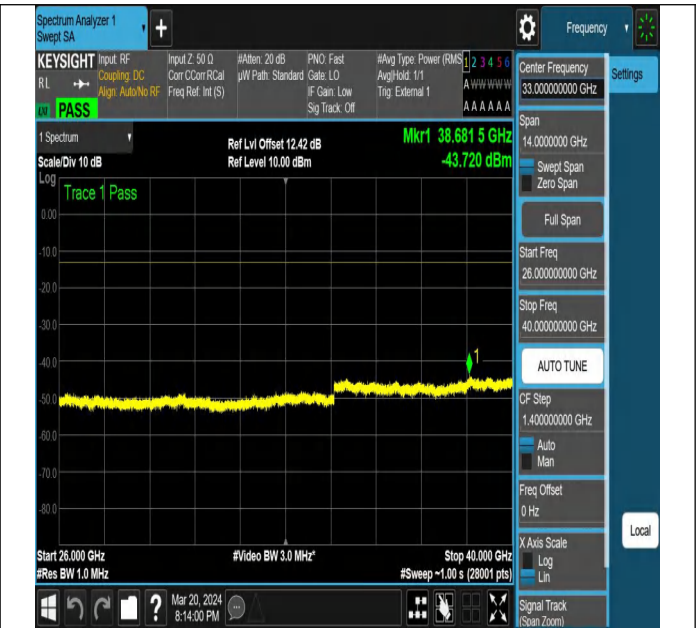 Spectrum Analyzer 1
Swept SA
+
Frequency
KEYSIGHT
RL
PASS
Input: RF
Coupling: DC
Align: Auto/No RF
Input Z: 50 Ω
Corr CCorr RCal
Freq Ref: Int (S)
#Atten: 20 dB
µW Path: Standard
PNO: Fast
Gate: LO
IF Gain: Low
Sig Track: Off
#Avg Type: Power (RMS
Avg|Hold: 1/1
Trig: External 1
1 2 3 4 5 6
A W W W W W
A A A A A A
Settings
1 Spectrum
Scale/Div 10 dB
Ref Lvl Offset 12.42 dB
Ref Level 10.00 dBm
Mkr1 38.681 5 GHz
-43.720 dBm
Log
Trace 1 Pass
0.00
-10.0
-20.0
-30.0
-40.0
-50.0
-60.0
-70.0
-80.0
1
Start 26.000 GHz
#Res BW 1.0 MHz
#Video BW 3.0 MHz*
Stop 40.000 GHz
#Sweep ~1.00 s (28001 pts)
Center Frequency
33.000000000 GHz
Span
14.0000000 GHz
Swept Span
Zero Span
Full Span
Start Freq
26.000000000 GHz
Stop Freq
40.000000000 GHz
AUTO TUNE
CF Step
1.400000000 GHz
Auto
Man
Freq Offset
0 Hz
X Axis Scale
Log
Lin
Signal Track
(Span Zoom)
Local
?
Mar 20, 2024
8:14:00 PM